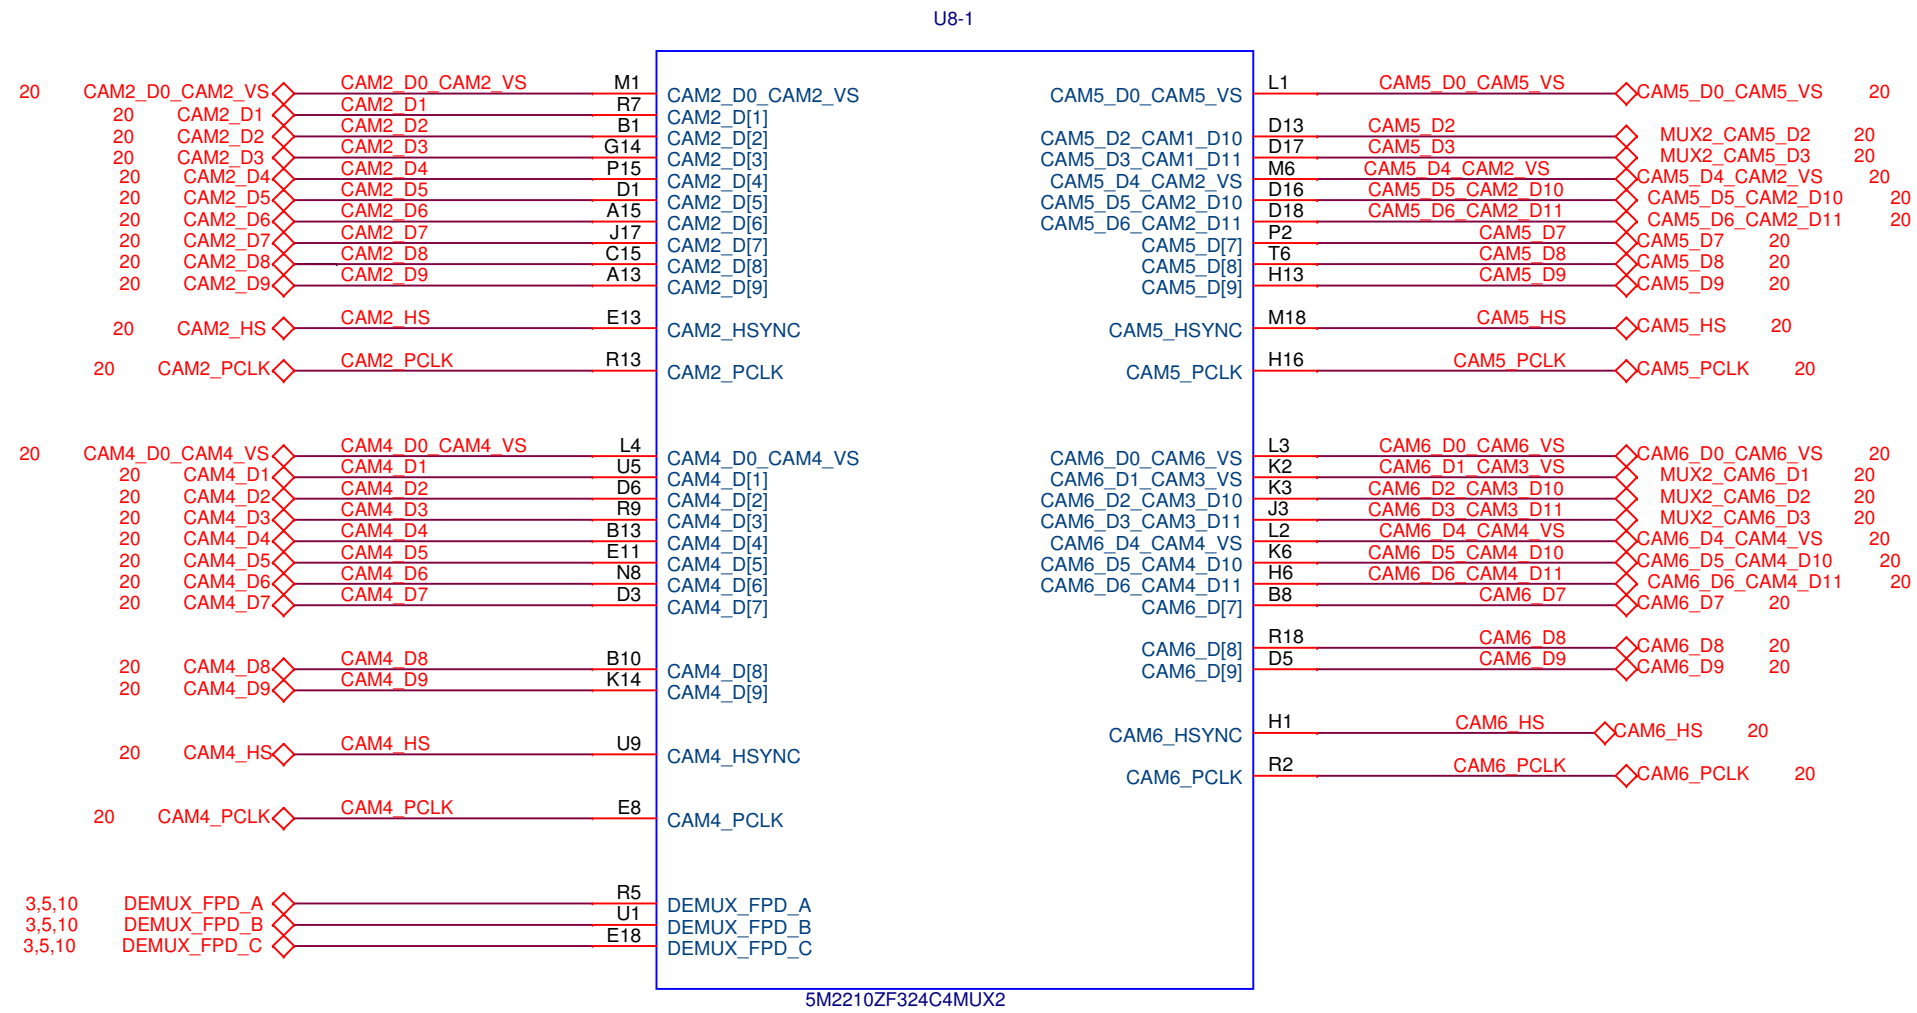 U8-1
20 CAM2_D0_CAM2_VS CAM2_D0_CAM2_VS M1 CAM2_D0_CAM2_VS CAM5_D0_CAM5_VS L1 CAM5_D0_CAM5_VS CAM5_D0_CAM5_VS 20
20 CAM2_D1 CAM2_D1 R7 CAM2_D[1]
20 CAM2_D2 CAM2_D2 B1 CAM2_D[2] CAM5_D2_CAM1_D10 D13 CAM5_D2 MUX2_CAM5_D2 20
20 CAM2_D3 CAM2_D3 G14 CAM2_D[3] CAM5_D3_CAM1_D11 D17 CAM5_D3 MUX2_CAM5_D3 20
20 CAM2_D4 CAM2_D4 P15 CAM2_D[4] CAM5_D4_CAM2_VS M6 CAM5_D4_CAM2_VS CAM5_D4_CAM2_VS 20
20 CAM2_D5 CAM2_D5 D1 CAM2_D[5] CAM5_D5_CAM2_D10 D16 CAM5_D5_CAM2_D10 CAM5_D5_CAM2_D10 20
20 CAM2_D6 CAM2_D6 A15 CAM2_D[6] CAM5_D6_CAM2_D11 D18 CAM5_D6_CAM2_D11 CAM5_D6_CAM2_D11 20
20 CAM2_D7 CAM2_D7 J17 CAM2_D[7] CAM5_D[7] P2 CAM5_D7 CAM5_D7 20
20 CAM2_D8 CAM2_D8 C15 CAM2_D[8] CAM5_D[8] T6 CAM5_D8 CAM5_D8 20
20 CAM2_D9 CAM2_D9 A13 CAM2_D[9] CAM5_D[9] H13 CAM5_D9 CAM5_D9 20
20 CAM2_HS CAM2_HS E13 CAM2_HSYNC CAM5_HSYNC M18 CAM5_HS CAM5_HS 20
20 CAM2_PCLK CAM2_PCLK R13 CAM2_PCLK CAM5_PCLK H16 CAM5_PCLK CAM5_PCLK 20
20 CAM4_D0_CAM4_VS CAM4_D0_CAM4_VS L4 CAM4_D0_CAM4_VS CAM6_D0_CAM6_VS L3 CAM6_D0_CAM6_VS CAM6_D0_CAM6_VS 20
20 CAM4_D1 CAM4_D1 U5 CAM4_D[1] CAM6_D1_CAM3_VS K2 CAM6_D1_CAM3_VS MUX2_CAM6_D1 20
20 CAM4_D2 CAM4_D2 D6 CAM4_D[2] CAM6_D2_CAM3_D10 K3 CAM6_D2_CAM3_D10 MUX2_CAM6_D2 20
20 CAM4_D3 CAM4_D3 R9 CAM4_D[3] CAM6_D3_CAM3_D11 J3 CAM6_D3_CAM3_D11 MUX2_CAM6_D3 20
20 CAM4_D4 CAM4_D4 B13 CAM4_D[4] CAM6_D4_CAM4_VS L2 CAM6_D4_CAM4_VS CAM6_D4_CAM4_VS 20
20 CAM4_D5 CAM4_D5 E11 CAM4_D[5] CAM6_D5_CAM4_D10 K6 CAM6_D5_CAM4_D10 CAM6_D5_CAM4_D10 20
20 CAM4_D6 CAM4_D6 N8 CAM4_D[6] CAM6_D6_CAM4_D11 H6 CAM6_D6_CAM4_D11 CAM6_D6_CAM4_D11 20
20 CAM4_D7 CAM4_D7 D3 CAM4_D[7] CAM6_D[7] B8 CAM6_D7 CAM6_D7 20
CAM6_D[8] R18 CAM6_D8 CAM6_D8 20
20 CAM4_D8 CAM4_D8 B10 CAM4_D[8] CAM6_D[9] D5 CAM6_D9 CAM6_D9 20
20 CAM4_D9 CAM4_D9 K14 CAM4_D[9]
CAM6_HSYNC H1 CAM6_HS CAM6_HS 20
20 CAM4_HS CAM4_HS U9 CAM4_HSYNC
CAM6_PCLK R2 CAM6_PCLK CAM6_PCLK 20
20 CAM4_PCLK CAM4_PCLK E8 CAM4_PCLK
3,5,10 DEMUX_FPD_A R5 DEMUX_FPD_A
3,5,10 DEMUX_FPD_B U1 DEMUX_FPD_B
3,5,10 DEMUX_FPD_C E18 DEMUX_FPD_C
5M2210ZF324C4MUX2